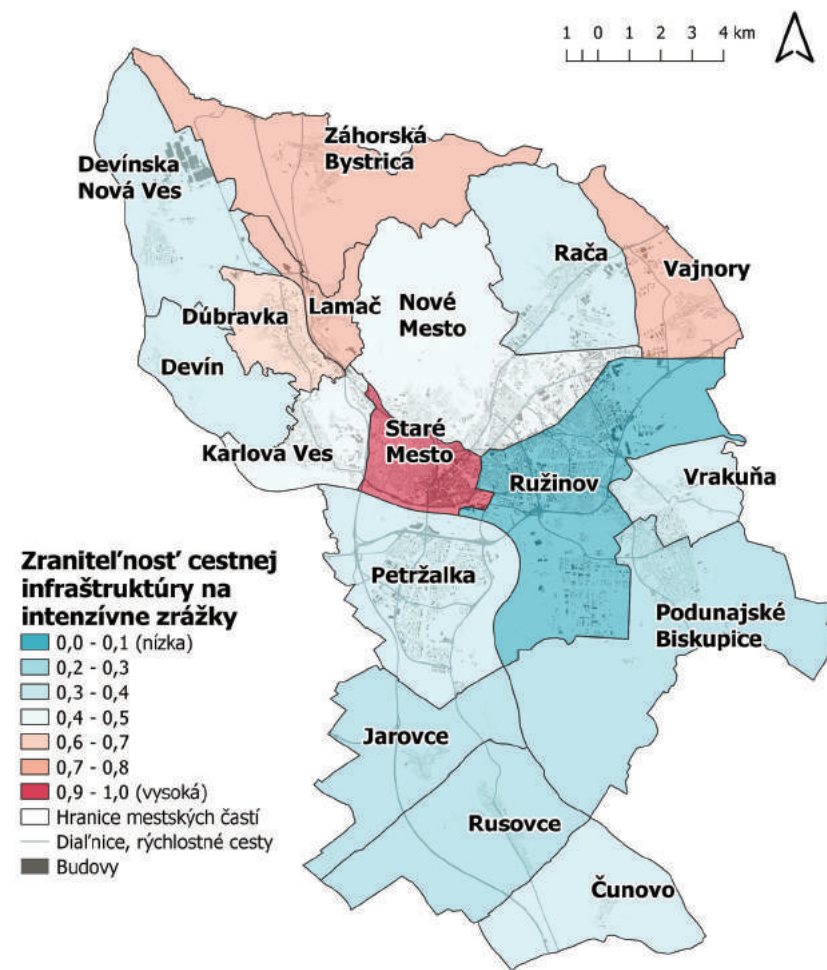 1 0 1 2 3 4 km
Záhorská
Bystrica
Devínska
Nová Ves
Rača
Vajnory
Lamač
Nové
Mesto
Dúbravka
Devín
Staré
Mesto
Karlova Ves
Ružinov
Vrakuňa
Petržalka
Podunajské
Biskupice
Jarovce
Rusovce
Čunovo
Zraniteľnosť cestnej
infraštruktúry na
intenzívne zrážky
0,0 - 0,1 (nízka)
0,2 - 0,3
0,3 - 0,4
0,4 - 0,5
0,6 - 0,7
0,7 - 0,8
0,9 - 1,0 (vysoká)
Hranice mestských častí
Diaľnice, rýchlostné cesty
Budovy